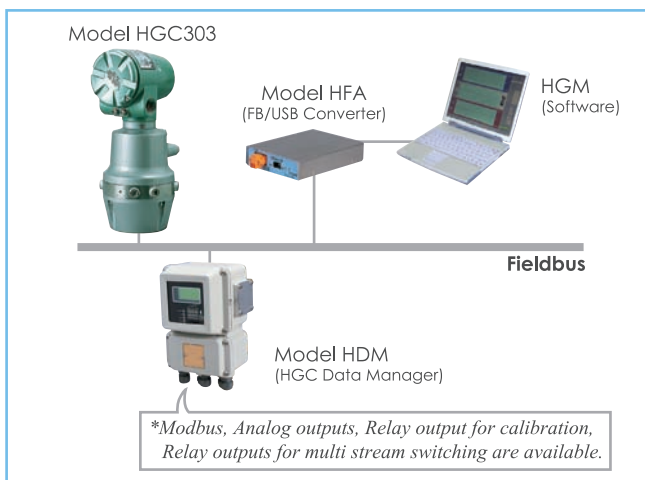 Model HGC303
Model HFA
(FB/USB Converter)
HGM
(Software)
Fieldbus
Model HDM
(HGC Data Manager)
*Modbus, Analog outputs, Relay output for calibration,
Relay outputs for multi stream switching are available.